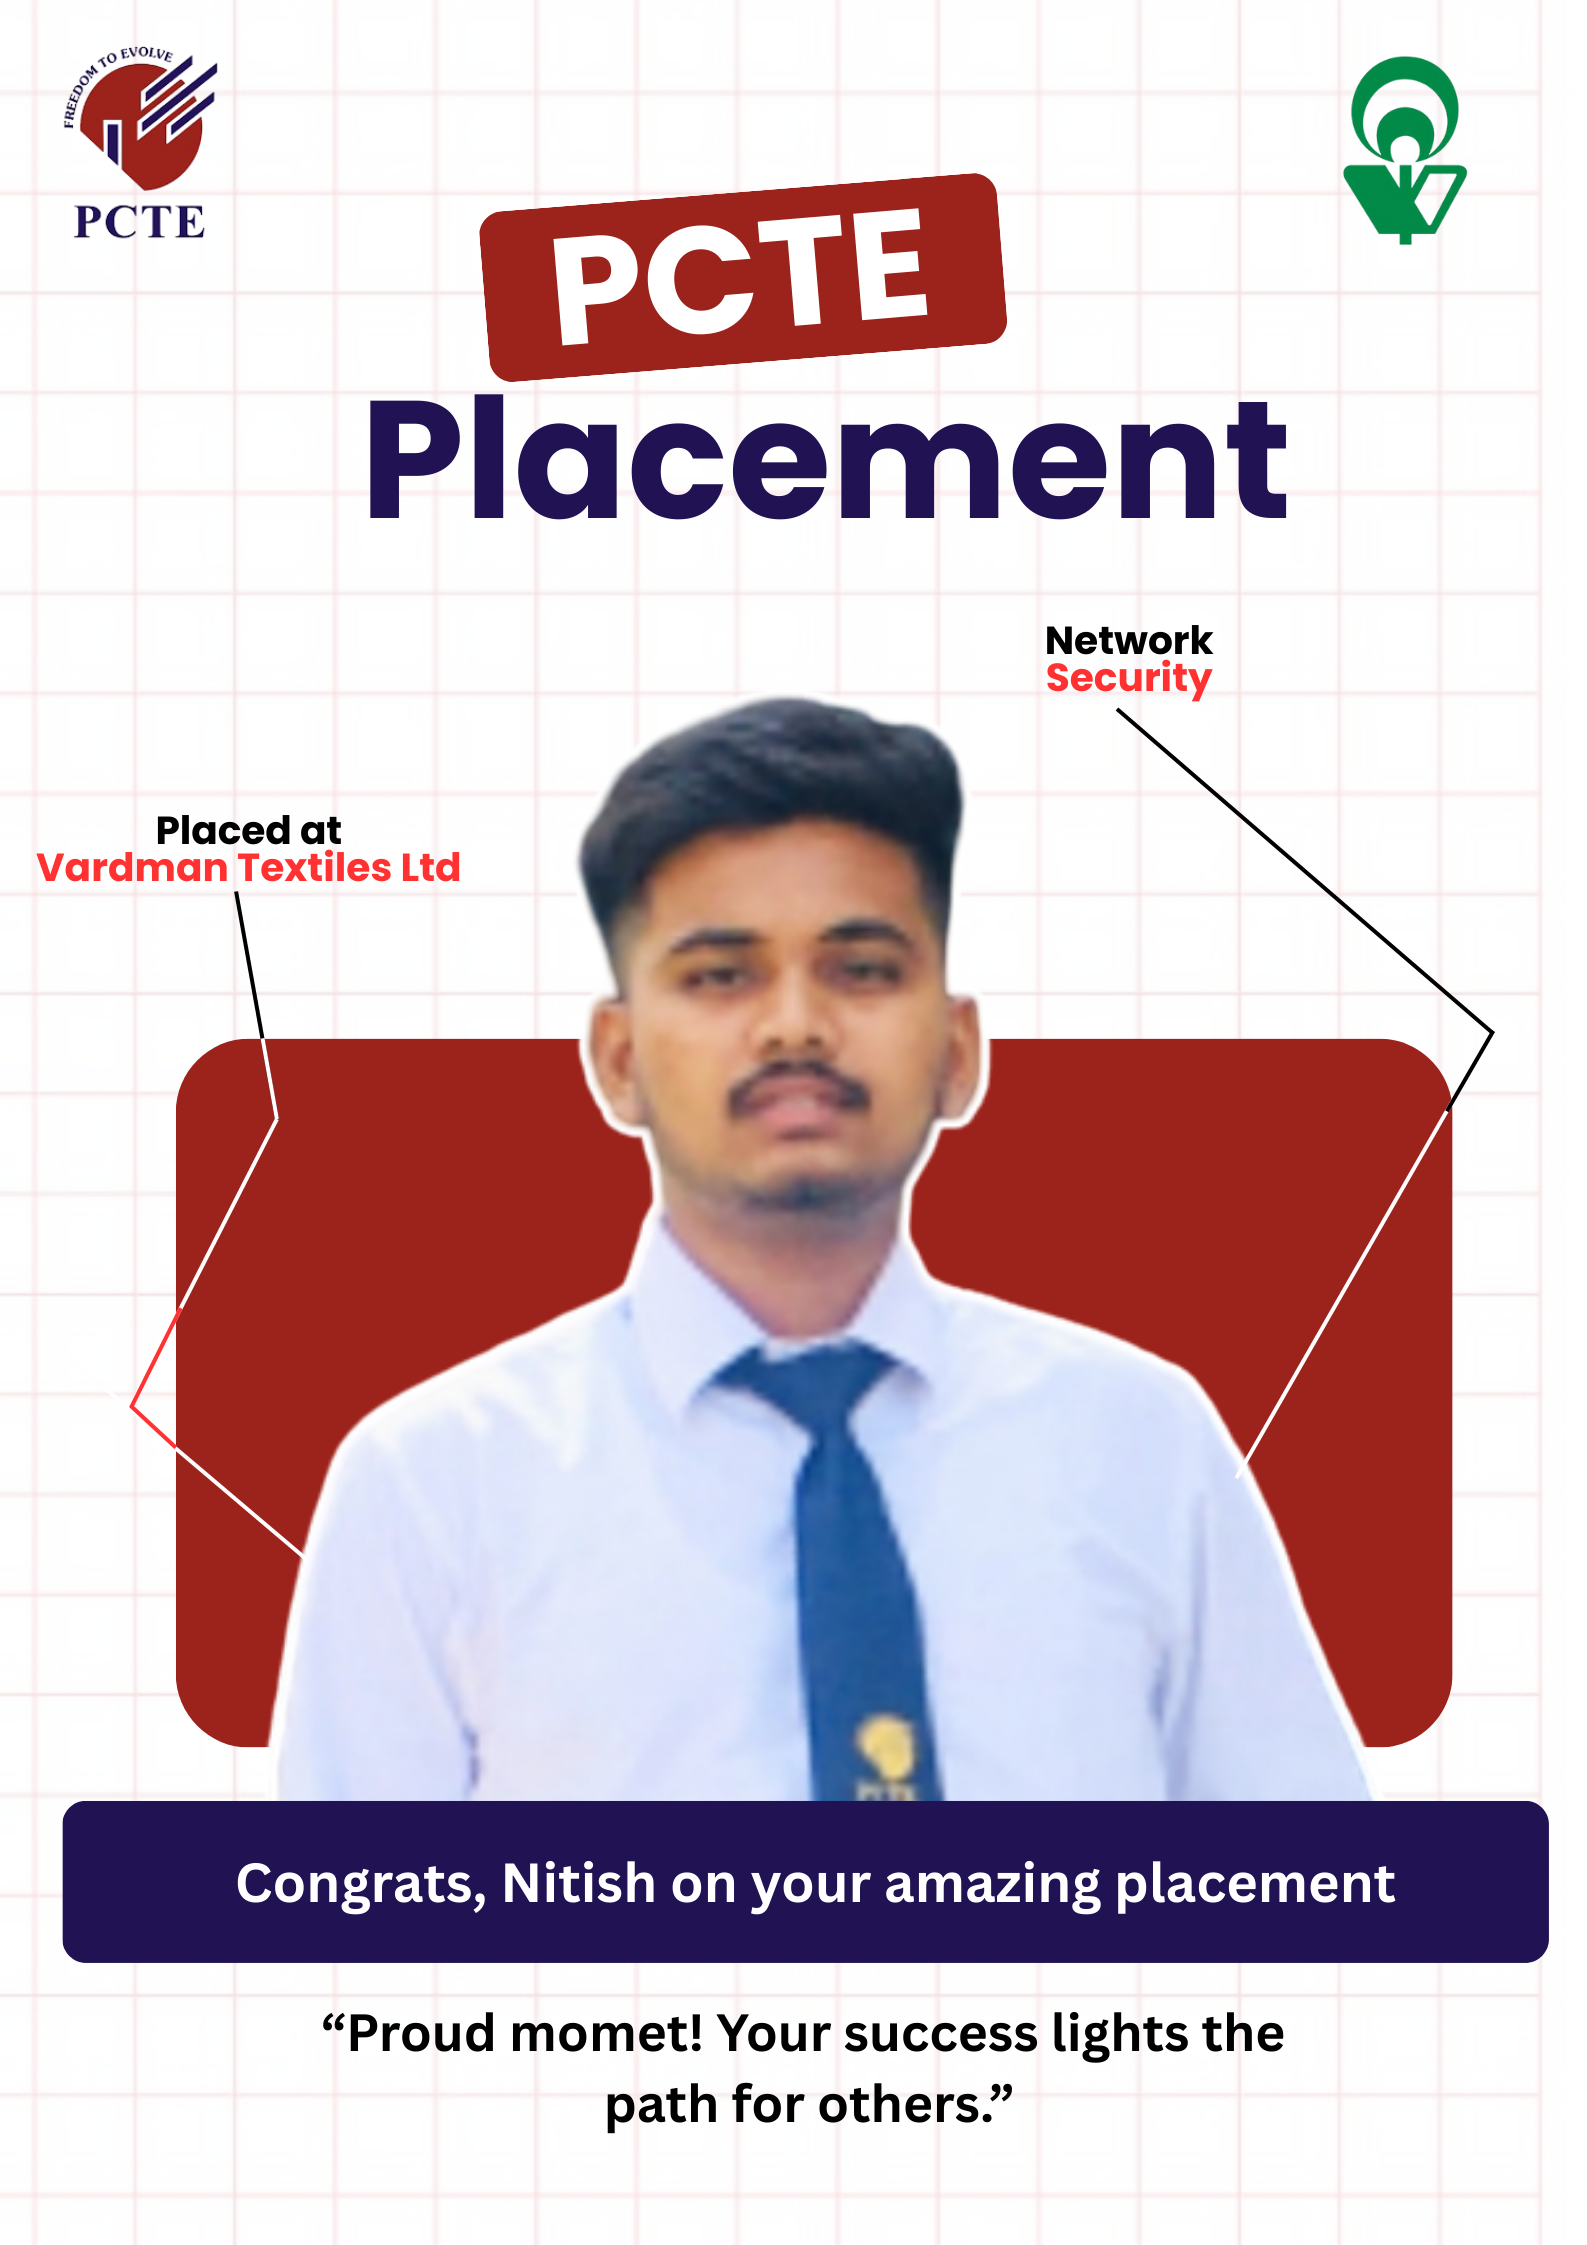 FREEDOM TO EVOLVE
PCTE
PCTE
Placement
Network
Security
Placed at
Vardman Textiles Ltd
Congrats, Nitish on your amazing placement
“Proud momet! Your success lights the
path for others.”